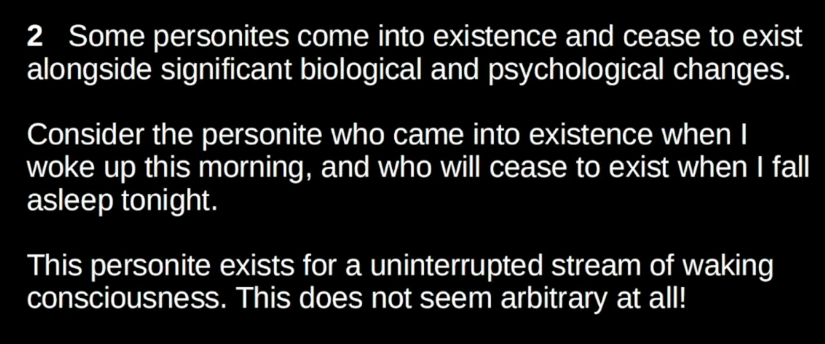 2 Some personites come into existence and cease to exist
alongside significant biological and psychological changes.
Consider the personite who came into existence when I
woke up this morning, and who will cease to exist when I fall
asleep tonight.
This personite exists for a uninterrupted stream of waking
consciousness. This does not seem arbitrary at all!